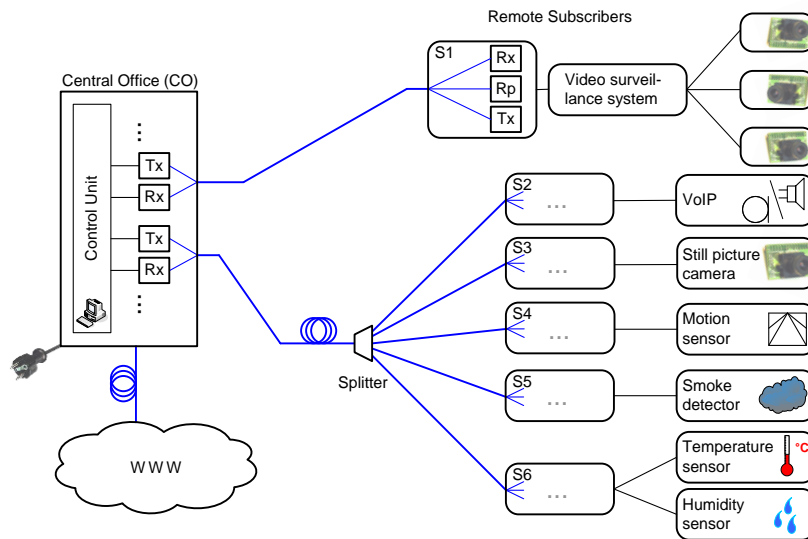 Remote Subscribers
Central Office (CO)
Control Unit
...
Tx
Rx
Tx
Rx
...
WWW
Splitter
S1
Rx
Rp
Tx
Video surveil-
lance system
S2
...
VoIP
S3
...
Still picture
camera
S4
...
Motion
sensor
S5
...
Smoke
detector
S6
...
Temperature
sensor
°C
Humidity
sensor